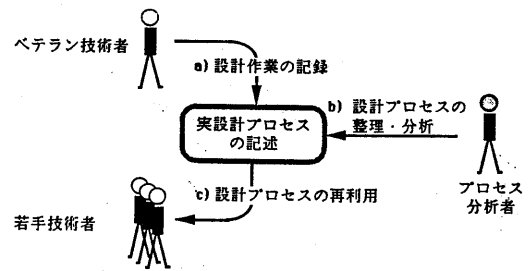 ベテラン技術者
a) 設計作業の記録
b) 設計プロセスの
整理・分析
実設計プロセス
の記述
プロセス
分析者
c) 設計プロセスの再利用
若手技術者